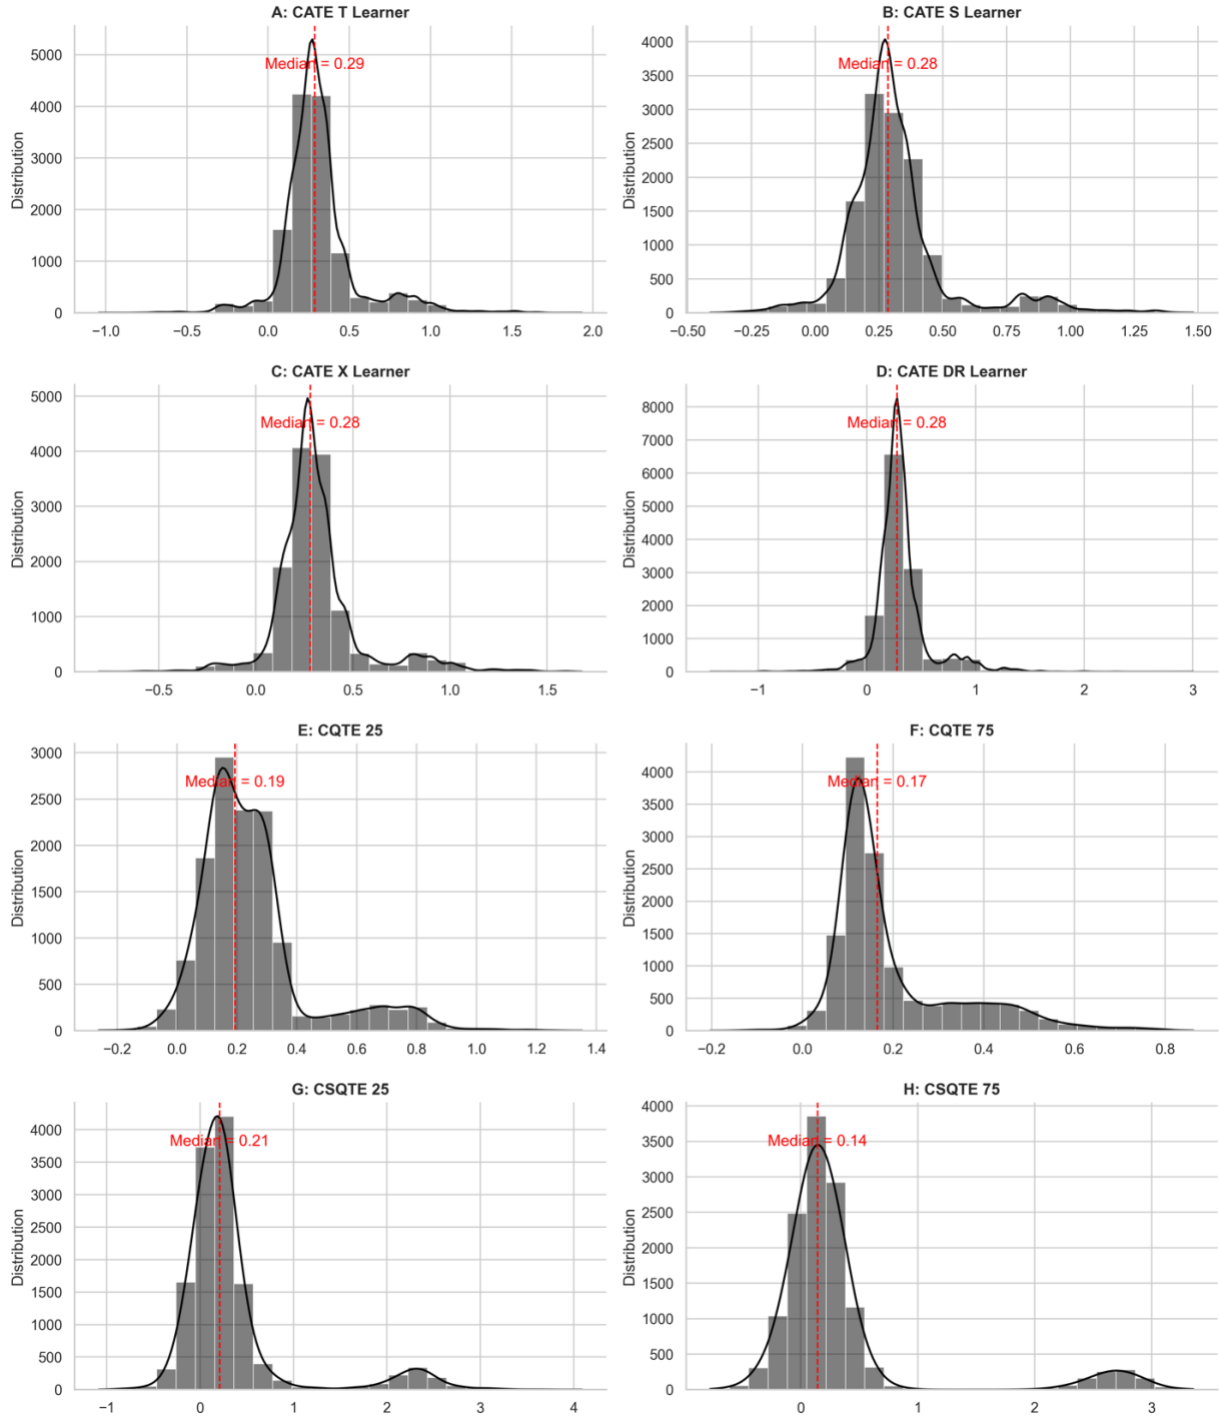 A: CATE T Learner
Distribution
5000
4000
3000
2000
1000
0
Median = 0.29
−1.0 −0.5 0.0 0.5 1.0 1.5 2.0
B: CATE S Learner
Distribution
4000
3500
3000
2500
2000
1500
1000
500
0
Median = 0.28
−0.50 −0.25 0.00 0.25 0.50 0.75 1.00 1.25 1.50
C: CATE X Learner
Distribution
5000
4000
3000
2000
1000
0
Median = 0.28
−0.5 0.0 0.5 1.0 1.5
D: CATE DR Learner
Distribution
8000
7000
6000
5000
4000
3000
2000
1000
0
Median = 0.28
−1 0 1 2 3
E: CQTE 25
Distribution
3000
2500
2000
1500
1000
500
0
Median = 0.19
−0.2 0.0 0.2 0.4 0.6 0.8 1.0 1.2 1.4
F: CQTE 75
Distribution
4000
3500
3000
2500
2000
1500
1000
500
0
Median = 0.17
−0.2 0.0 0.2 0.4 0.6 0.8
G: CSQTE 25
Distribution
4000
3500
3000
2500
2000
1500
1000
500
0
Median = 0.21
−1 0 1 2 3 4
H: CSQTE 75
Distribution
4000
3500
3000
2500
2000
1500
1000
500
0
Median = 0.14
0 1 2 3